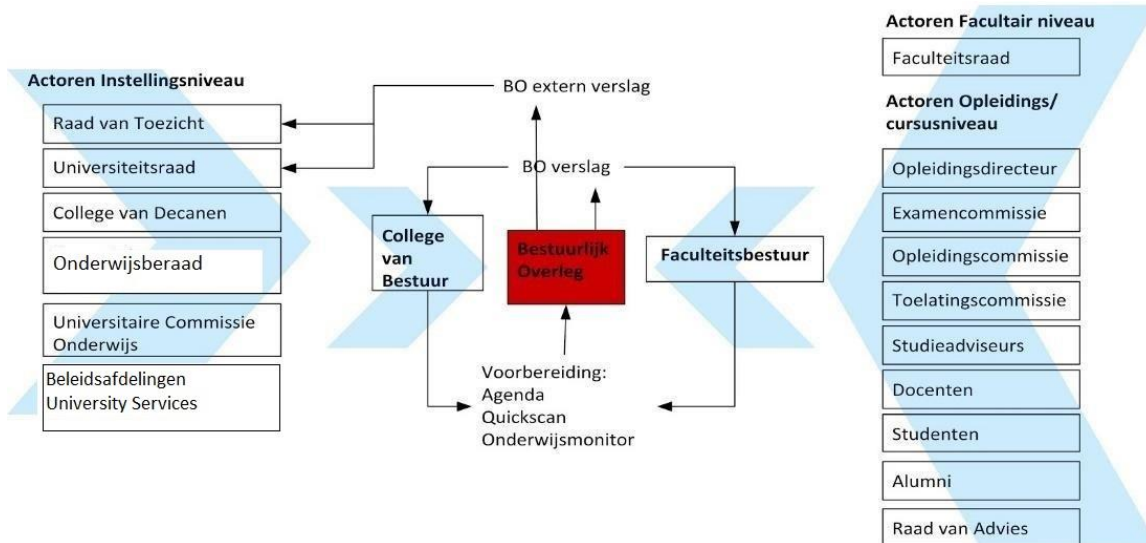 Actoren Instellingsniveau
Raad van Toezicht
Universiteitsraad
College van Decanen
Onderwijsberaad
Universitaire Commissie
Onderwijs
Beleidsafdelingen
University Services
BO extern verslag
BO verslag
College
van
Bestuur
Bestuurlijk
Overleg
Faculteitsbestuur
Voorbereiding:
Agenda
Quickscan
Onderwijsmonitor
Actoren Facultair niveau
Faculteitsraad
Actoren Opleidings/
cursusniveau
Opleidingsdirecteur
Examencommissie
Opleidingscommissie
Toelatingscommissie
Studieadviseurs
Docenten
Studenten
Alumni
Raad van Advies